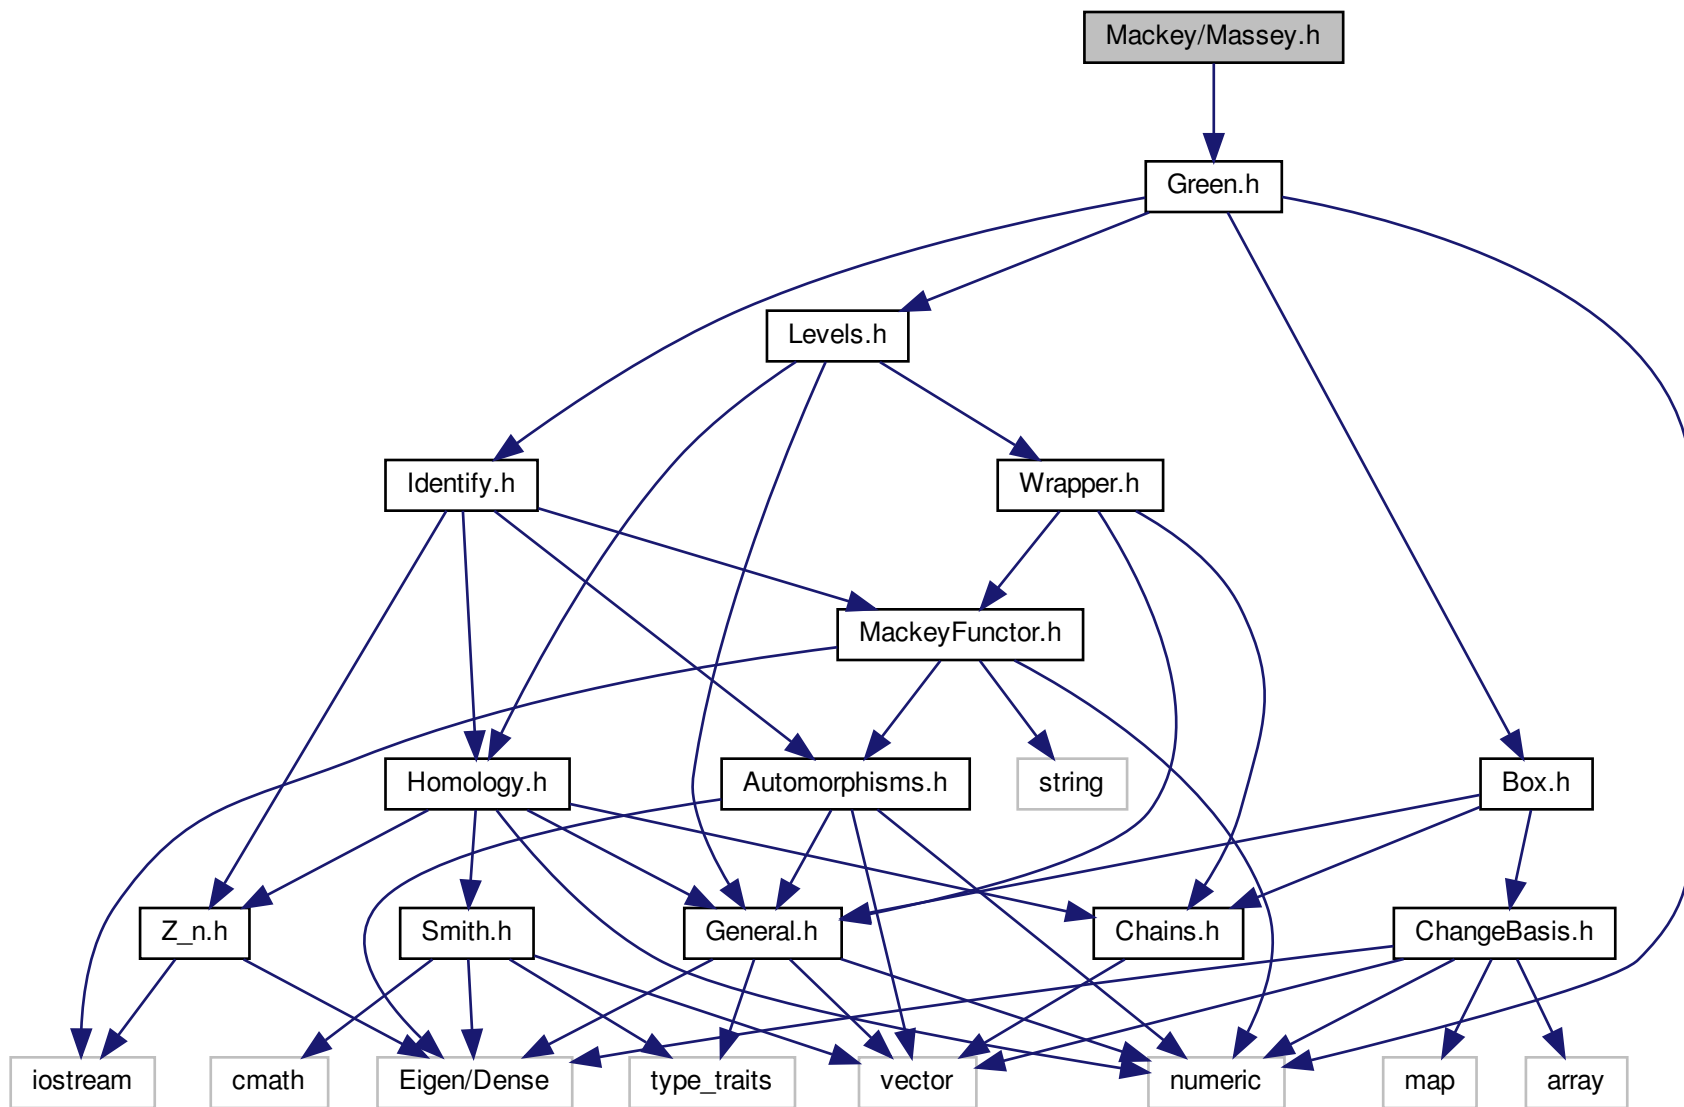 Mackey/Massey.h
Green.h
Levels.h
Identify.h
Wrapper.h
MackeyFunctor.h
Homology.h
Automorphisms.h
string
Box.h
Z_n.h
Smith.h
General.h
Chains.h
ChangeBasis.h
iostream
cmath
Eigen/Dense
type_traits
vector
numeric
map
array